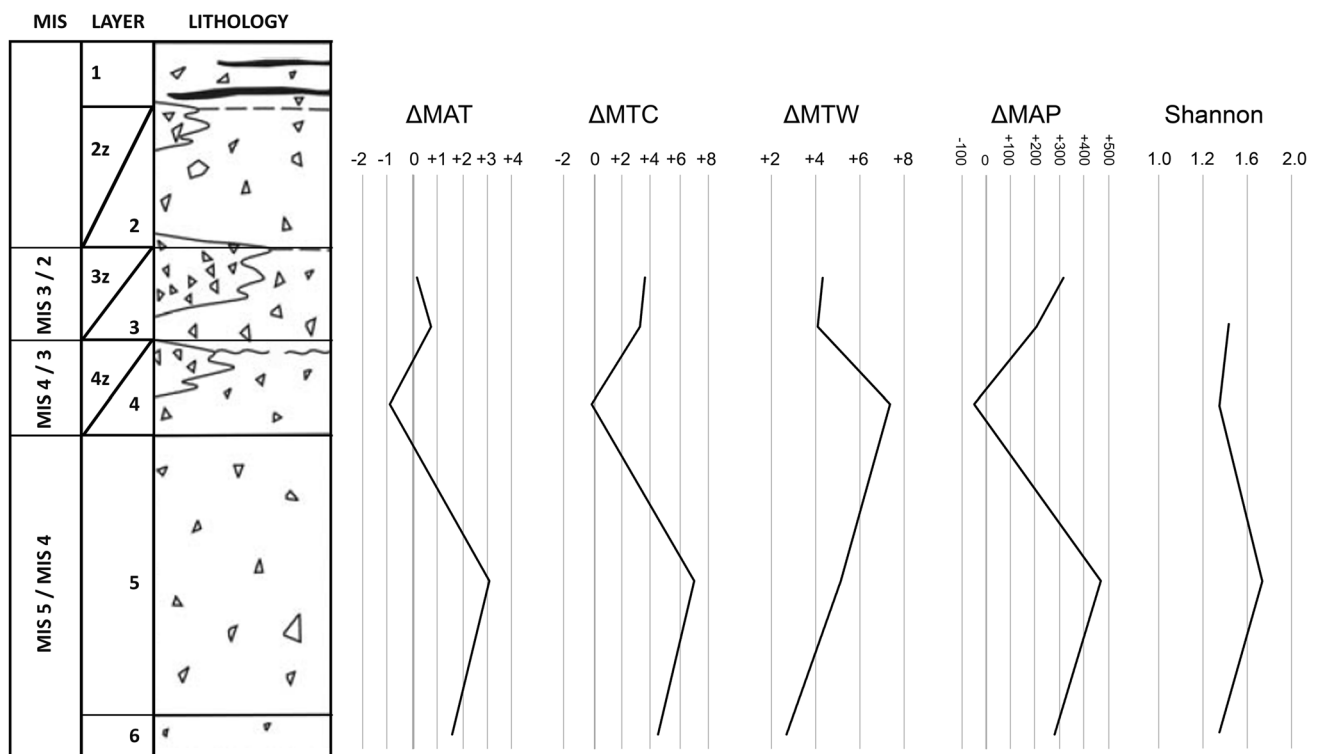 MIS LAYER LITHOLOGY
1
2z
2
3z
3
4z
4
5
6
MIS 3 / 2
MIS 4 / 3
MIS 5 / MIS 4
ΔMAT ΔMTC ΔMTW ΔMAP Shannon
-2 -1 0 +1 +2 +3 +4 -2 0 +2 +4 +6 +8 +2 +4 +6 +8 -100 0 +100 +200 +300 +400 +500 1.0 1.2 1.6 2.0